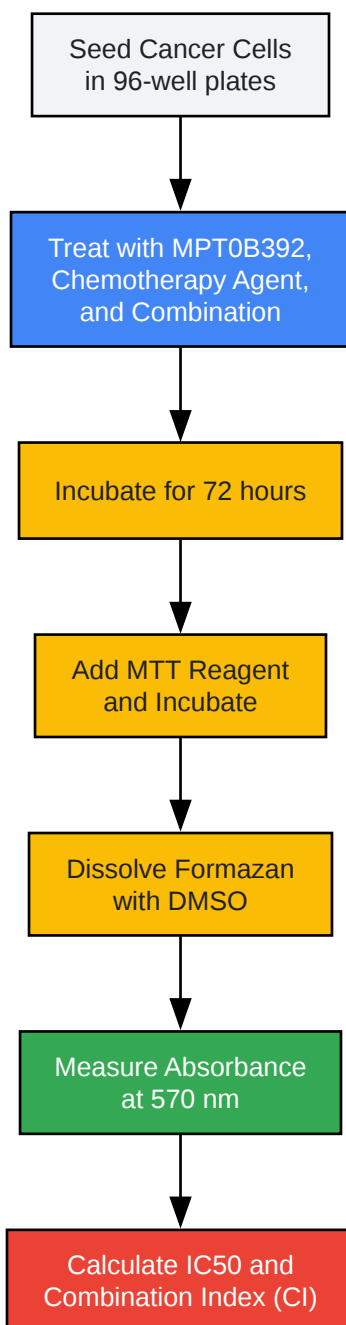 Seed Cancer Cells
in 96-well plates
Treat with MPT0B392,
Chemotherapy Agent,
and Combination
Incubate for 72 hours
Add MTT Reagent
and Incubate
Dissolve Formazan
with DMSO
Measure Absorbance
at 570 nm
Calculate IC50 and
Combination Index (CI)